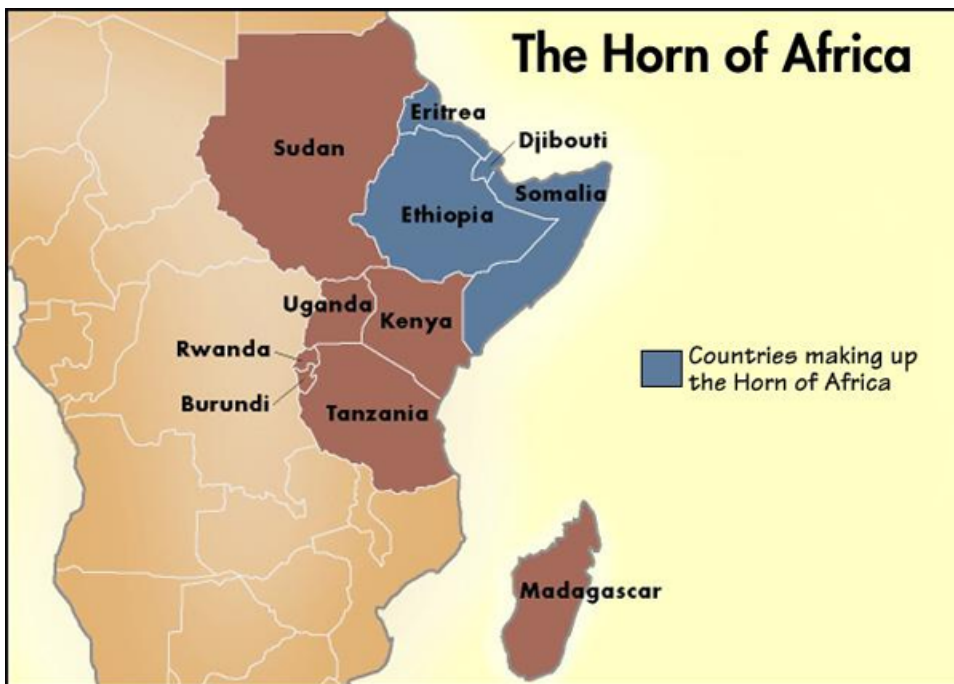 The Horn of Africa
Eritrea
Djibouti
Sudan
Somalia
Ethiopia
Uganda
Kenya
Rwanda
Burundi
Tanzania
Countries making up
the Horn of Africa
Madagascar